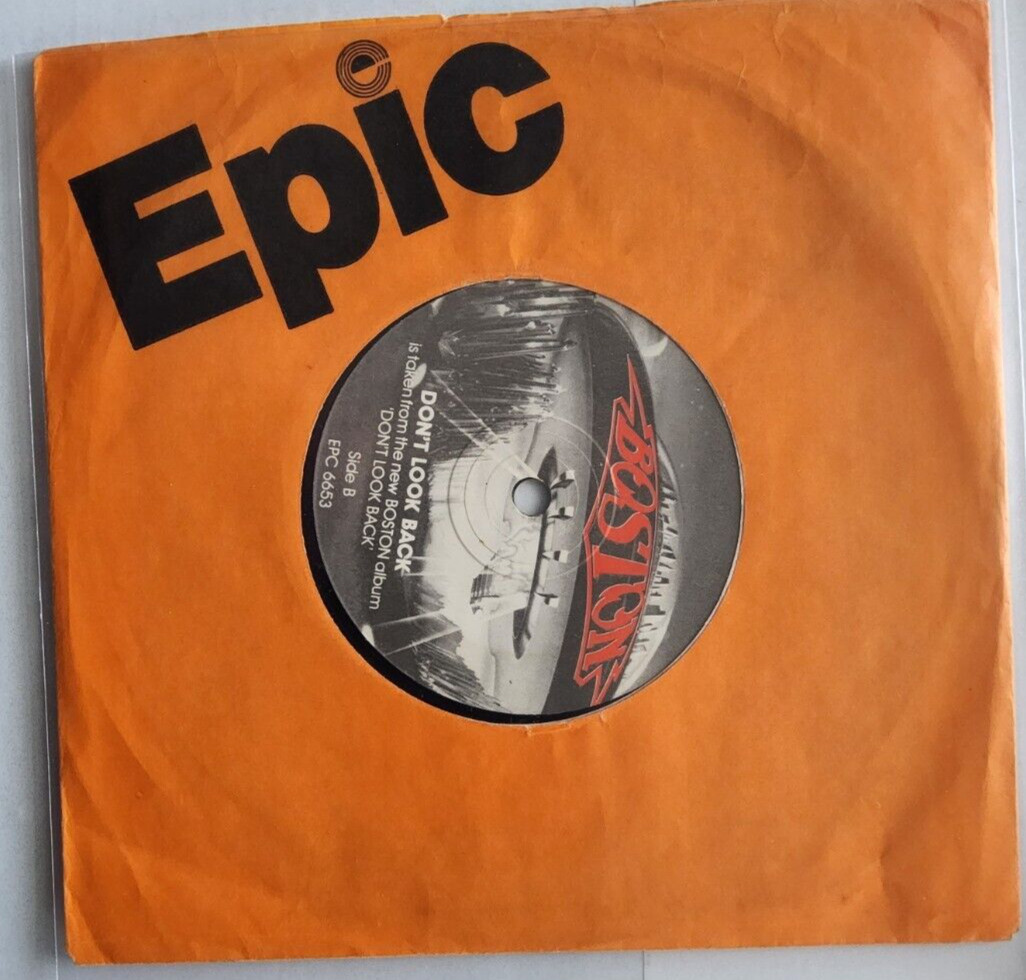 Epic
BOSTON
DON'T LOOK BACK
is taken from the new BOSTON album
'DON'T LOOK BACK'
Side B
EPC 6653